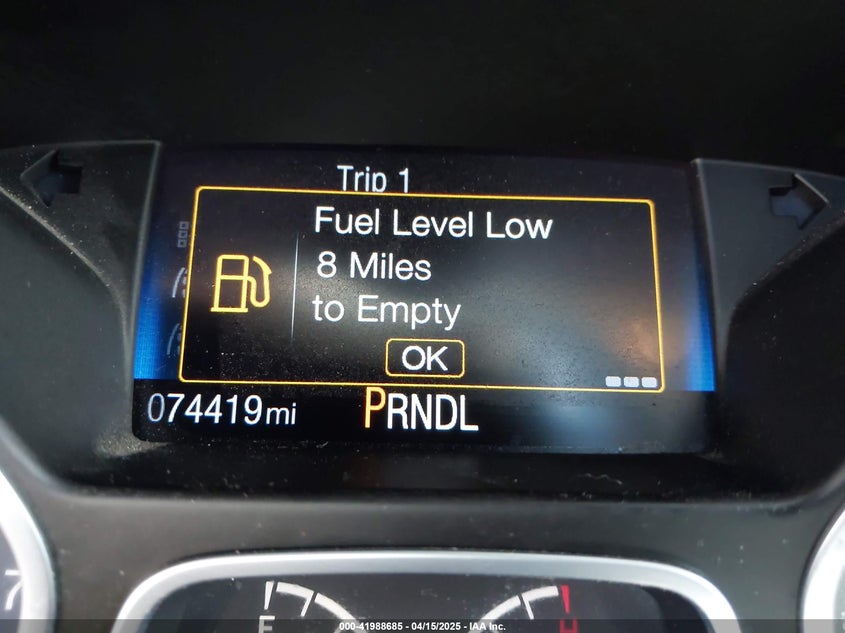 Trip 1
Fuel Level Low
8 Miles
to Empty
OK
074419mi
PRNDL
7
E
H
000-41988685 - 04/15/2025 - IAA Inc.